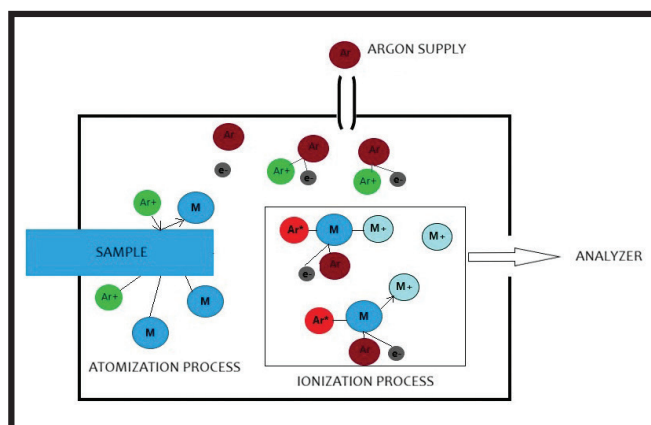 Ar
ARGON SUPPLY
Ar
e-
Ar
Ar+
e-
Ar
Ar+
e-
Ar+
M
SAMPLE
Ar+
M
M
ATOMIZATION PROCESS
Ar*
M
M+
M+
e-
Ar
M+
Ar*
M
Ar
e-
IONIZATION PROCESS
ANALYZER